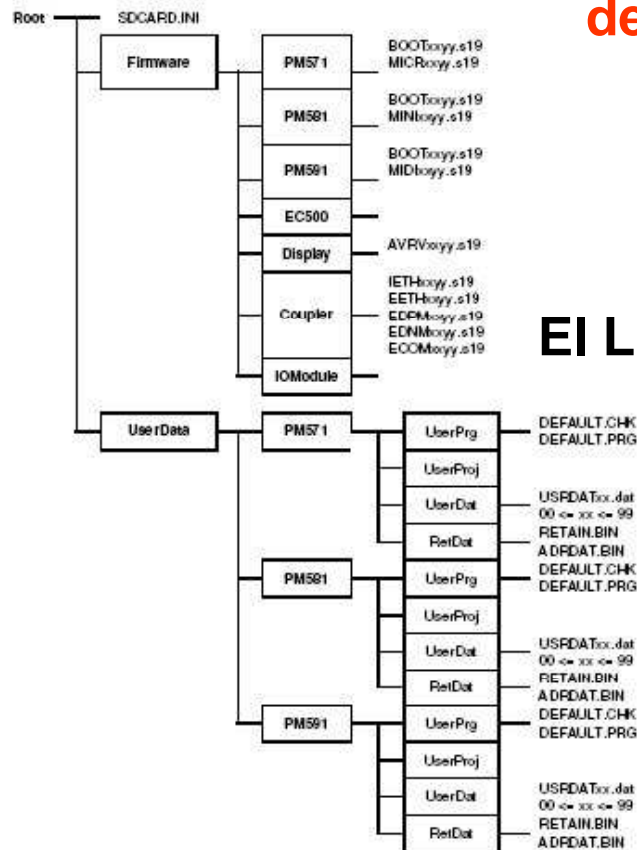 de
Root SDCARD.INI
Firmware
PM571
BOOTxxyy.s19
MICRxxyy.s19
PM581
BOOTxxyy.s19
MINIxxyy.s19
PM591
BOOTxxyy.s19
MIDIxxyy.s19
EC500
Display
AVRVxxyy.s19
Coupler
IETHxxyy.s19
EETHxxyy.s19
EDPMxxyy.s19
EDNMxxyy.s19
ECOMxxyy.s19
El L
IOModule
UserData
PM571
UserPrg
DEFAULT.CHK
DEFAULT.PRG
UserProj
UserDat
USRDATxx.dat
00 <= xx <= 99
RetDat
RETAIN.BIN
ADRDAT.BIN
PM581
UserPrg
DEFAULT.CHK
DEFAULT.PRG
UserProj
UserDat
USRDATxx.dat
00 <= xx <= 99
RetDat
RETAIN.BIN
ADRDAT.BIN
PM591
UserPrg
DEFAULT.CHK
DEFAULT.PRG
UserProj
UserDat
USRDATxx.dat
00 <= xx <= 99
RetDat
RETAIN.BIN
ADRDAT.BIN